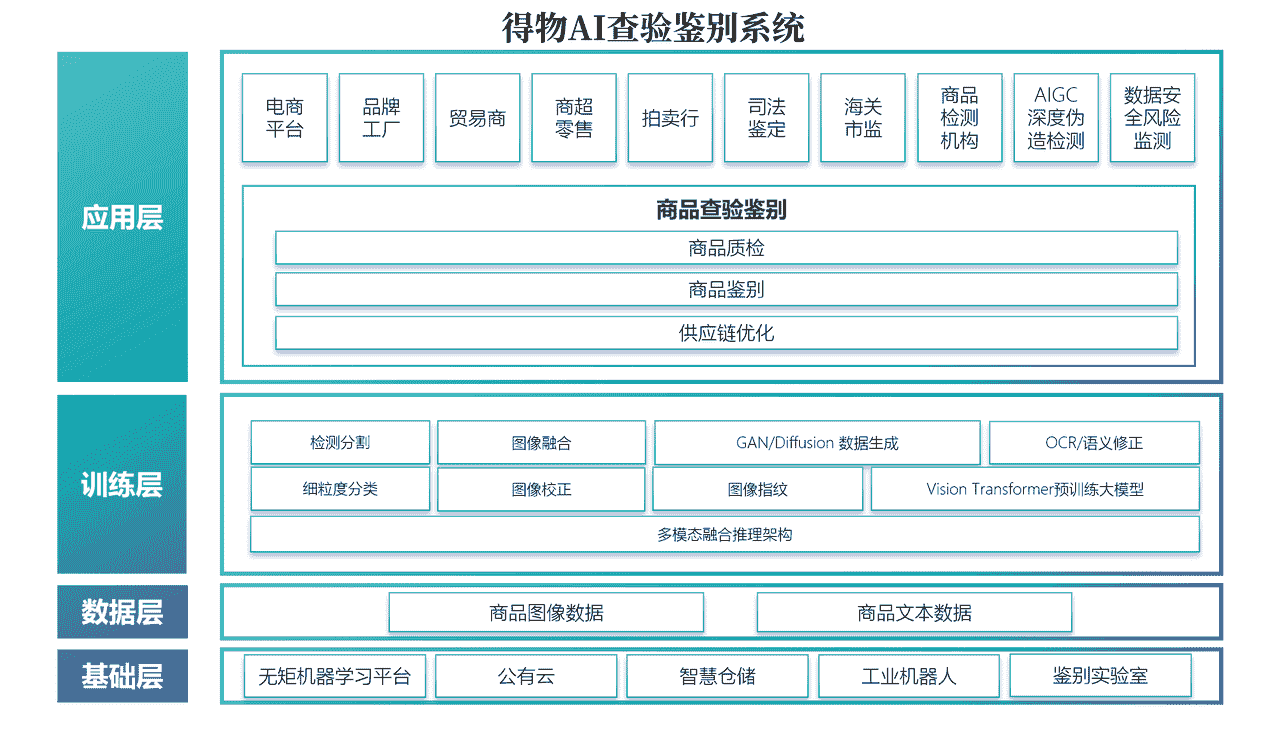 得物AI查验鉴别系统
应用层
电商
平台
品牌
工厂
贸易商
商超
零售
拍卖行
司法
鉴定
海关
市监
商品
检测
机构
AIGC
深度伪
造检测
数据安
全风险
监测
商品查验鉴别
商品质检
商品鉴别
供应链优化
训练层
检测分割
图像融合
GAN/Diffusion 数据生成
OCR/语义修正
细粒度分类
图像校正
图像指纹
Vision Transformer预训练大模型
多模态融合推理架构
数据层
商品图像数据
商品文本数据
基础层
无矩机器学习平台
公有云
智慧仓储
工业机器人
鉴别实验室